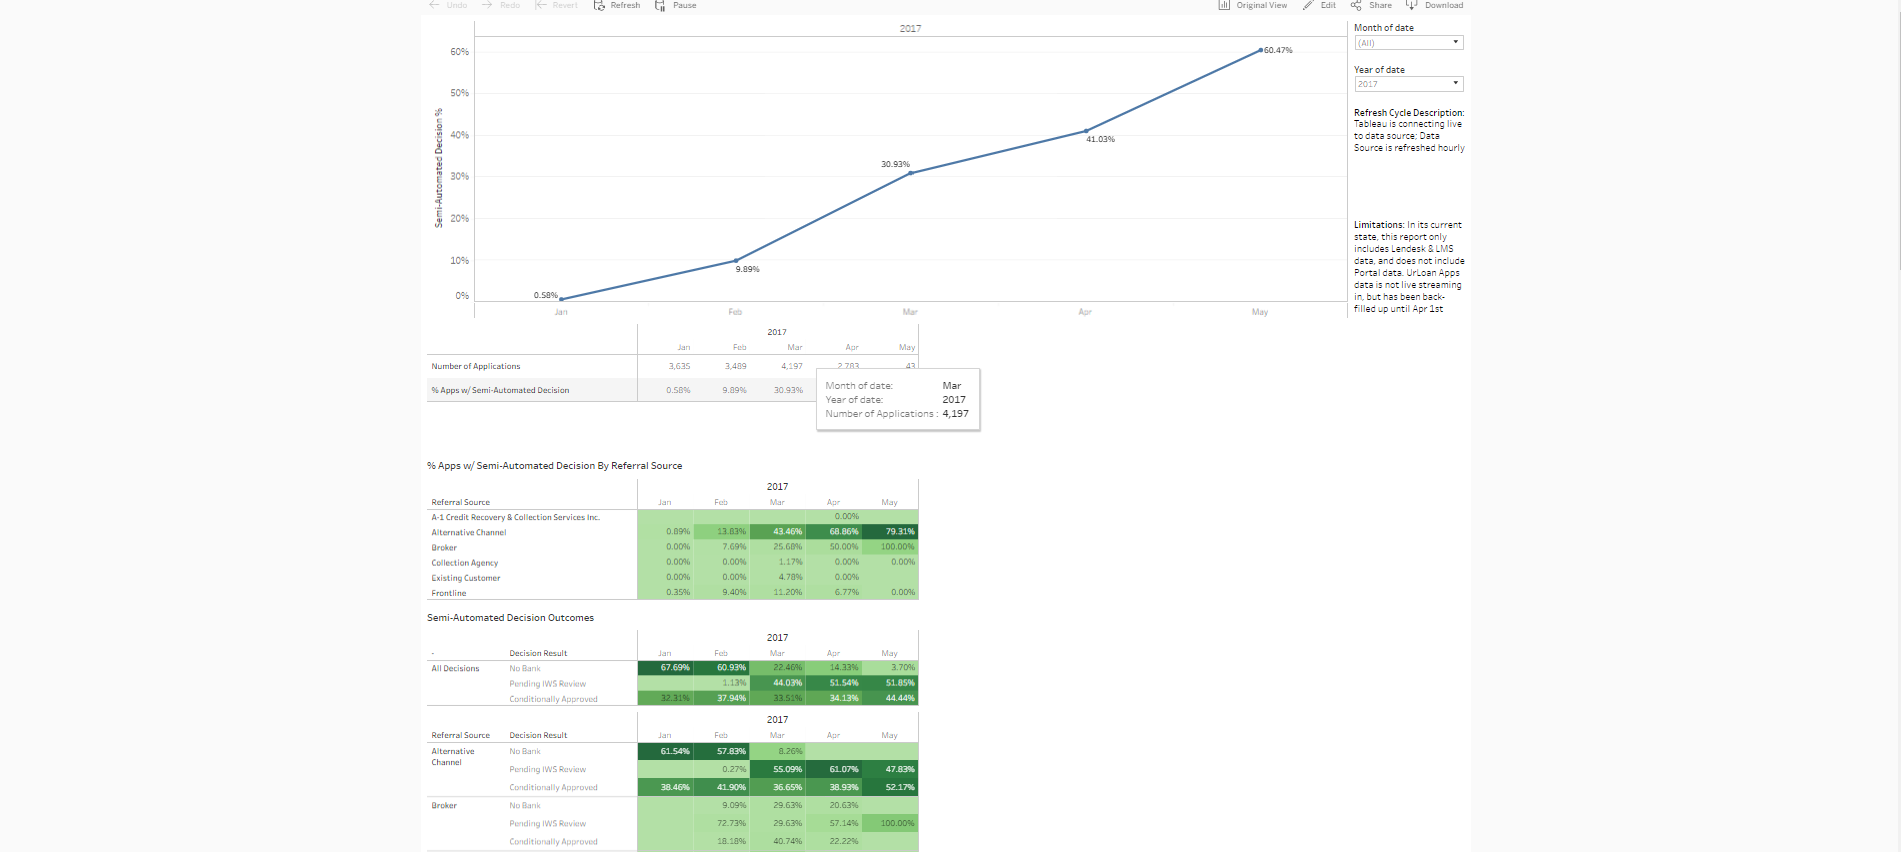 Undo Redo Revert Refresh Pause Original View Edit Share Download
2017
Semi-Automated Decision %
60%
50%
40%
30%
20%
10%
0%
0.58%
9.89%
30.93%
41.03%
60.47%
Jan Feb Mar Apr May
Month of date
(All)
Year of date
2017
Refresh Cycle Description:
Tableau is connecting live
to data source; Data
Source is refreshed hourly
Limitations: In its current
state, this report only
includes Lendesk & LMS
data, and does not include
Portal data. UrLoan Apps
data is not live streaming
in, but has been back-
filled up until Apr 1st
2017
Jan Feb Mar Apr May
Number of Applications 3,635 3,489 4,197 2,783 43
% Apps w/ Semi-Automated Decision 0.58% 9.89% 30.93%
Month of date: Mar
Year of date: 2017
Number of Applications : 4,197
% Apps w/ Semi-Automated Decision By Referral Source
2017
Referral Source Jan Feb Mar Apr May
A-1 Credit Recovery & Collection Services Inc. 0.00%
Alternative Channel 0.89% 13.83% 43.46% 68.86% 79.31%
Broker 0.00% 7.69% 25.68% 50.00% 100.00%
Collection Agency 0.00% 0.00% 1.17% 0.00% 0.00%
Existing Customer 0.00% 0.00% 4.78% 0.00%
Frontline 0.35% 9.40% 11.20% 6.77% 0.00%
Semi-Automated Decision Outcomes
2017
- Decision Result Jan Feb Mar Apr May
All Decisions No Bank 67.69% 60.93% 22.46% 14.33% 3.70%
Pending IWS Review 1.13% 44.03% 51.54% 51.85%
Conditionally Approved 32.31% 37.94% 33.51% 34.13% 44.44%
2017
Referral Source Decision Result Jan Feb Mar Apr May
Alternative Channel No Bank 61.54% 57.83% 8.26%
Pending IWS Review 0.27% 55.09% 61.07% 47.83%
Conditionally Approved 38.46% 41.90% 36.65% 38.93% 52.17%
Broker No Bank 9.09% 29.63% 20.63%
Pending IWS Review 72.73% 29.63% 57.14% 100.00%
Conditionally Approved 18.18% 40.74% 22.22%